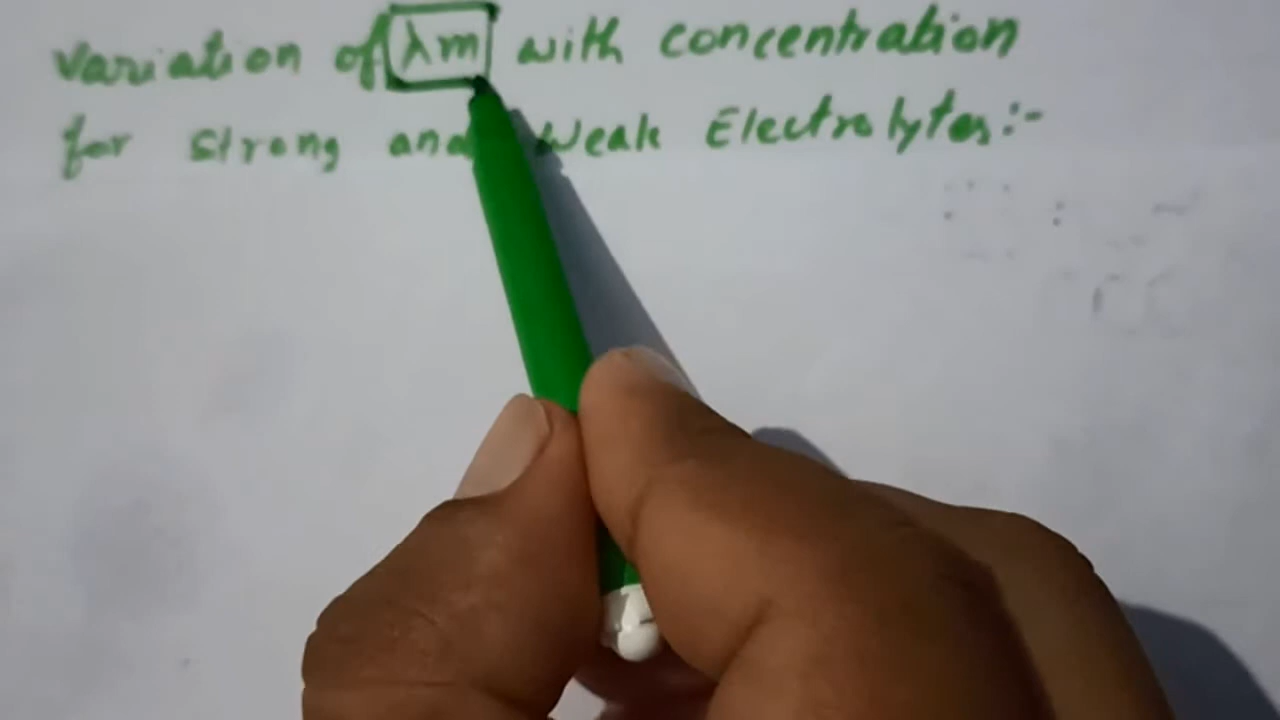 Variation of λm with concentration
for strong and weak Electrolytes:-